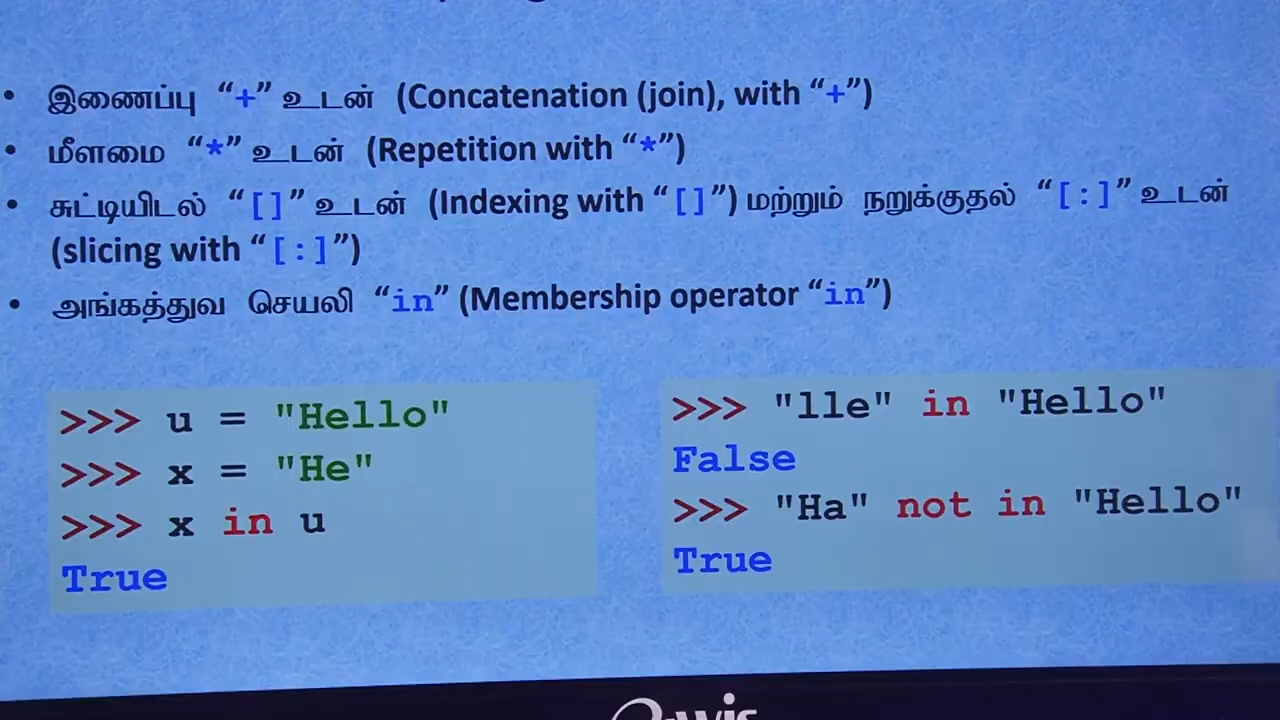 • இணைப்பு “+” உடன் (Concatenation (join), with “+”)
• மீளமை “*” உடன் (Repetition with “*”)
• சுட்டியிடல் “[]” உடன் (Indexing with “[]”) மற்றும் நறுக்குதல் “[:]” உடன்
(slicing with “[:]”)
• அங்கத்துவ செயலி “in” (Membership operator “in”)
>>> u = "Hello"
>>> x = "He"
>>> x in u
True
>>> "lle" in "Hello"
False
>>> "Ha" not in "Hello"
True